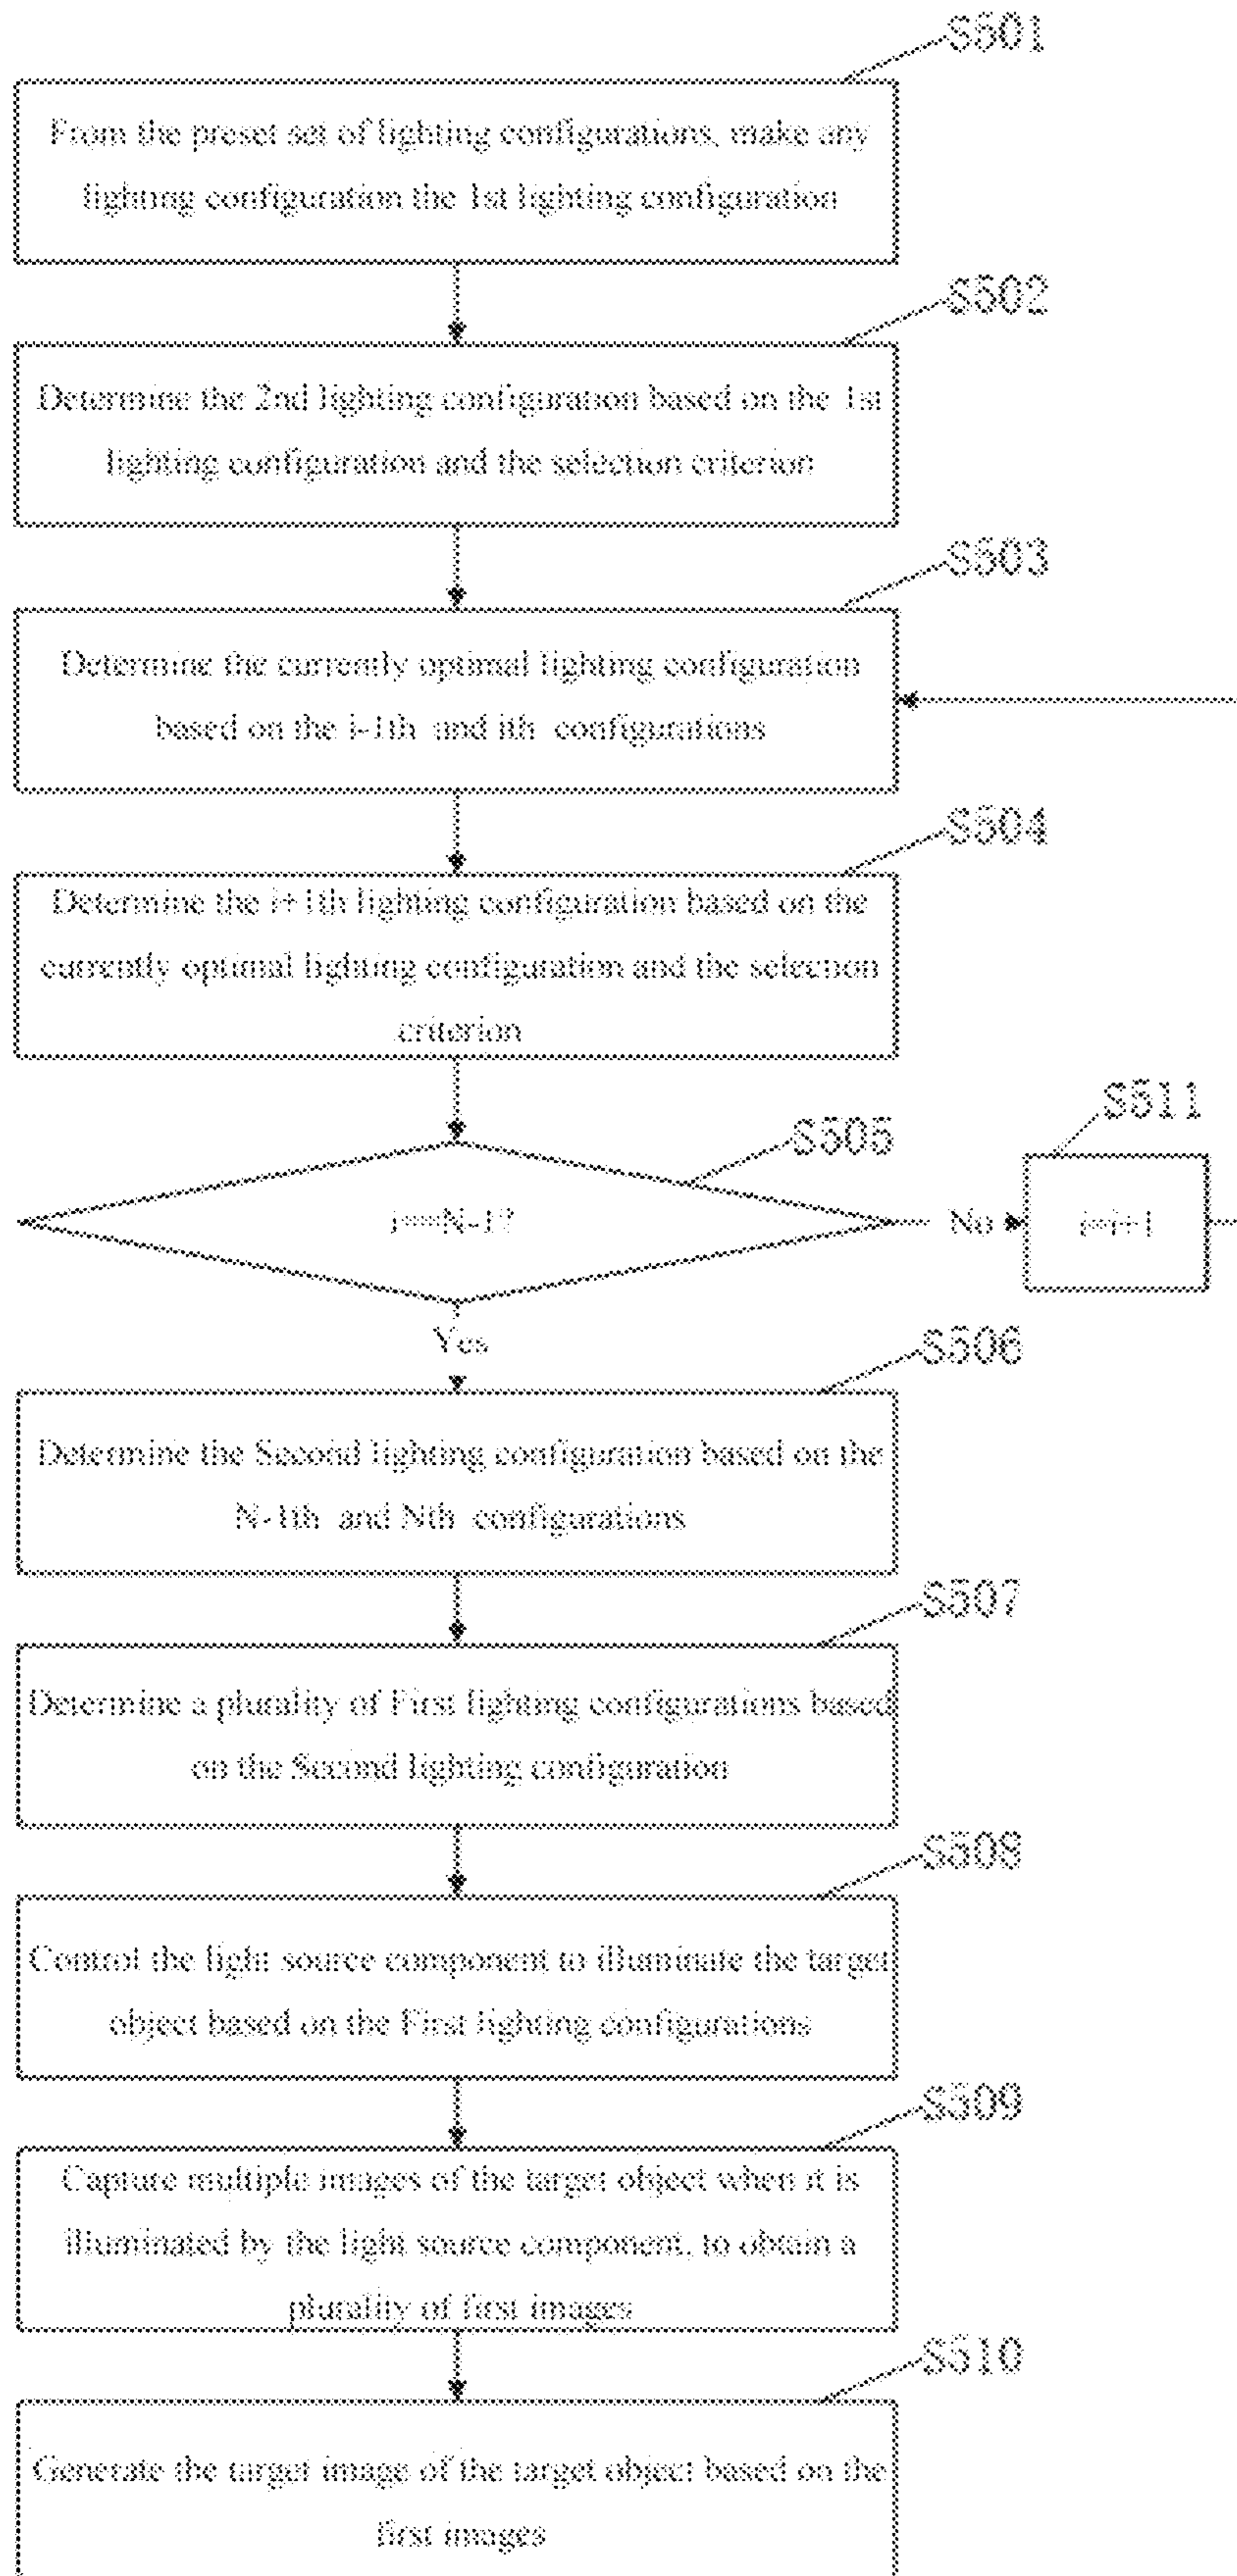 S501
From the preset set of lighting configurations, make any
lighting configuration the 1st lighting configuration
S502
Determine the 2nd lighting configuration based on the 1st
lighting configuration and the selection criterion
S503
Determine the currently optimal lighting configuration
based on the i-1th and ith configurations
S504
Determine the i+1th lighting configuration based on the
currently optimal lighting configuration and the selection
criterion
S505
i==N-1?
No
S511
i=i+1
Yes
S506
Determine the Second lighting configuration based on the
N-1th and Nth configurations
S507
Determine a plurality of First lighting configurations based
on the Second lighting configuration
S508
Control the light source component to illuminate the target
object based on the First lighting configurations
S509
Capture multiple images of the target object when it is
illuminated by the light source component, to obtain a
plurality of first images
S510
Generate the target image of the target object based on the
first images